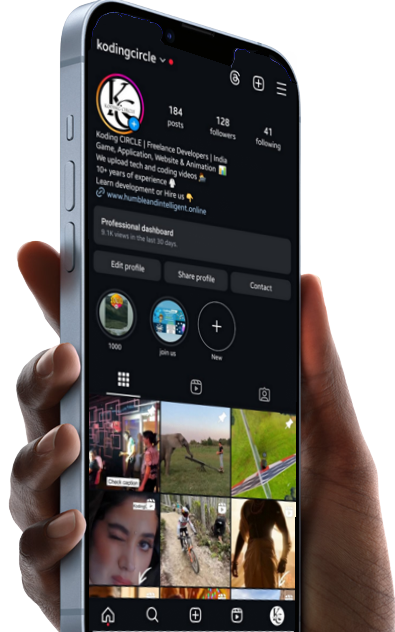 kodingcircle
184
posts
128
followers
41
following
Koding CIRCLE | Freelance Developers | India
Game, Application, Website & Animation
We upload tech and coding videos
10+ years of experience
Learn development or Hire us
www.humbleandintelligent.online
Professional dashboard
9.1K views in the last 30 days.
Edit profile
Share profile
Contact
1000
join us
New
Check caption